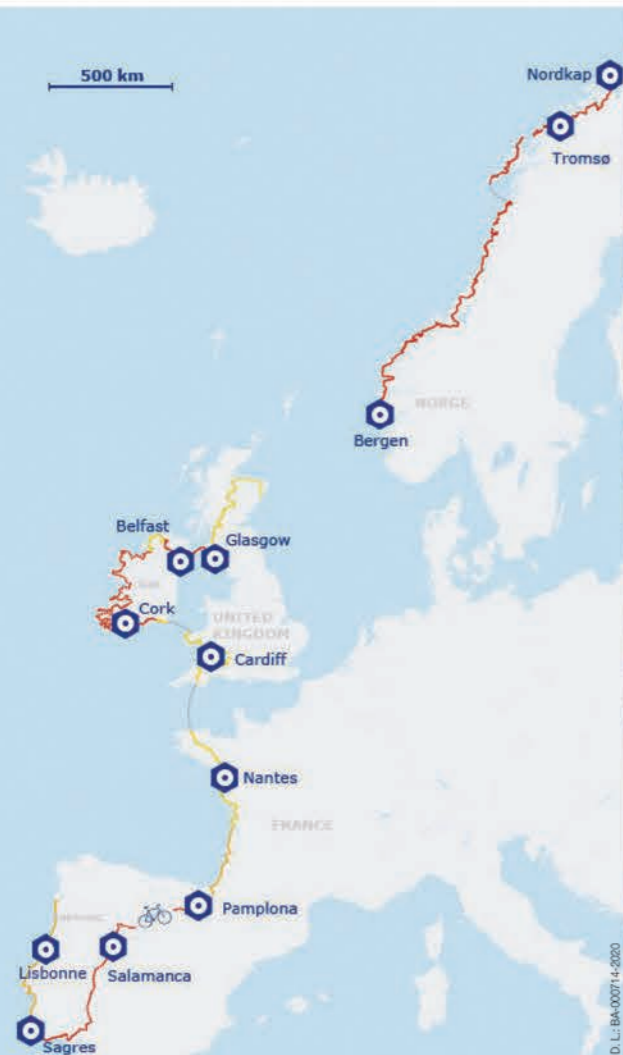 500 km
Nordkap
Tromsø
NORGE
Bergen
Belfast
Glasgow
Cork
UNITED
KINGDOM
Cardiff
Nantes
FRANCE
Pamplona
Lisbonne
Salamanca
Sagres
D. L.: BA-000714-2020